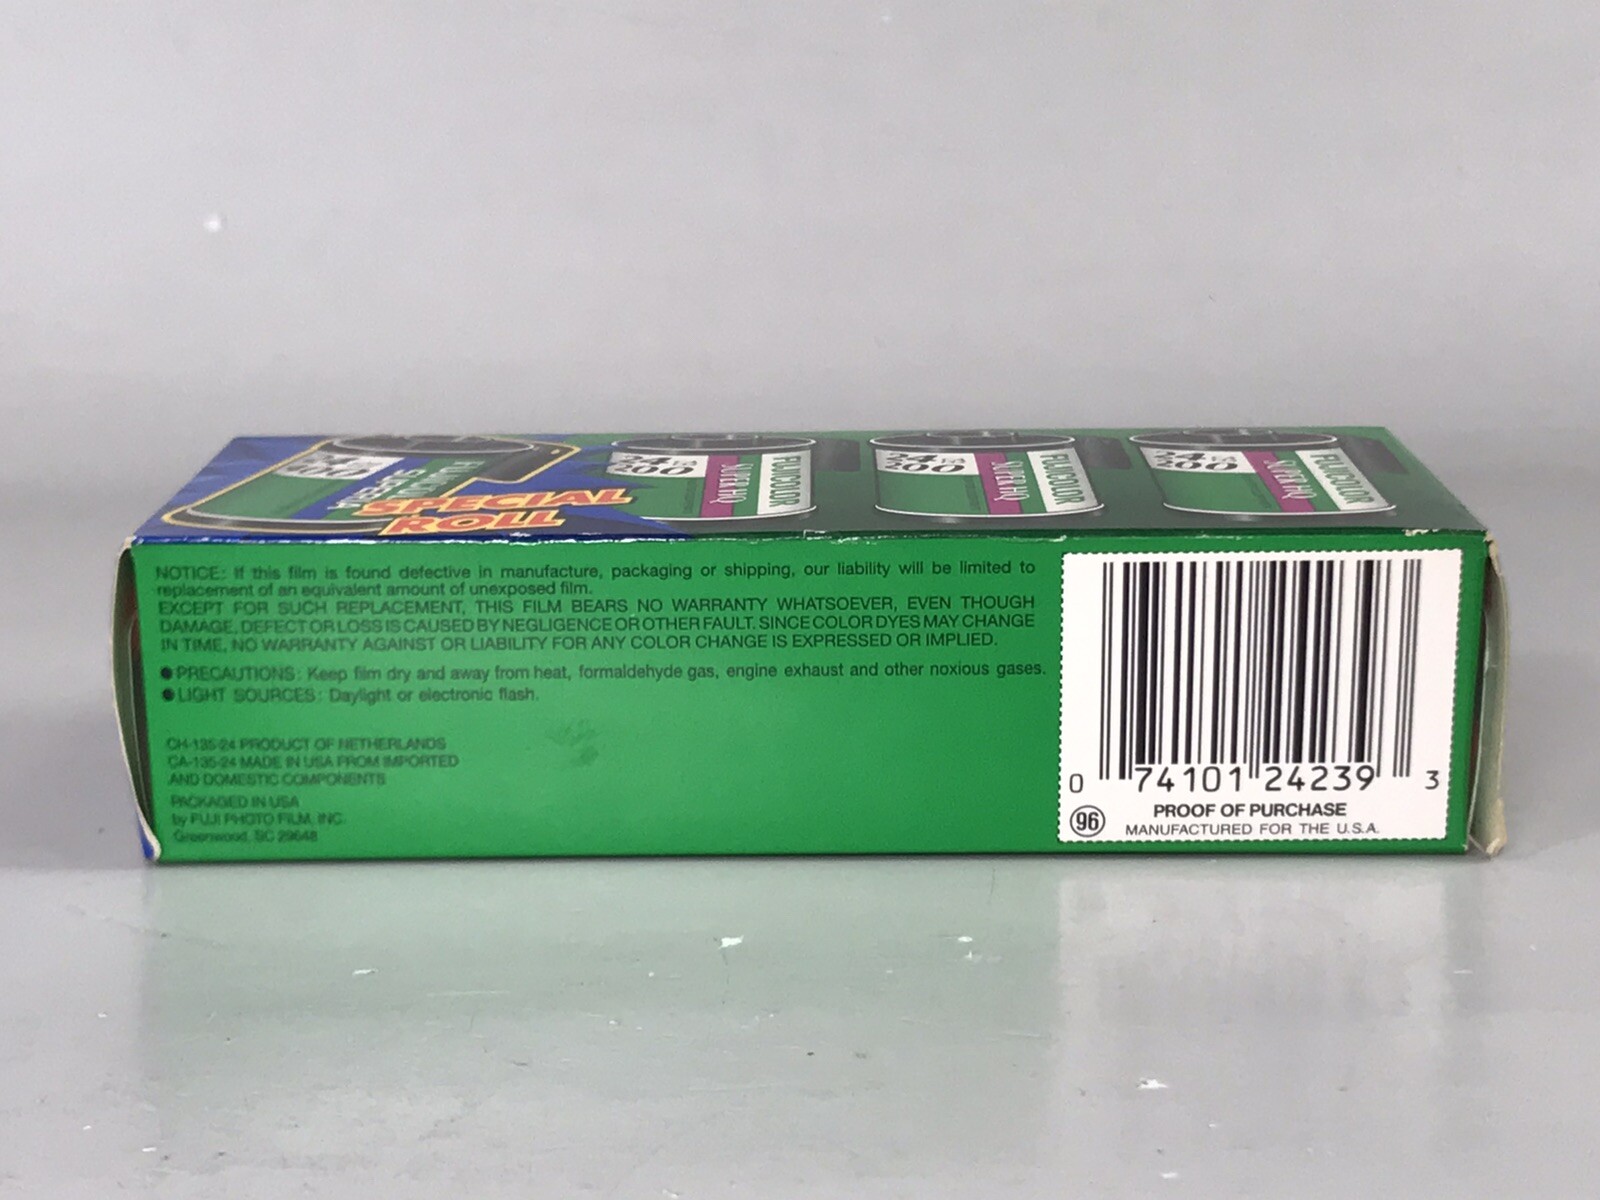 24
200
SPECIAL
ROLL
24
200
SUPER HQ
FUJICOLOR
24
200
SUPER HQ
FUJICOLOR
24
200
SUPER HQ
FUJICOLOR
NOTICE: If this film is found defective in manufacture, packaging or shipping, our liability will be limited to
replacement of an equivalent amount of unexposed film.
EXCEPT FOR SUCH REPLACEMENT, THIS FILM BEARS NO WARRANTY WHATSOEVER, EVEN THOUGH
DAMAGE, DEFECT OR LOSS IS CAUSED BY NEGLIGENCE OR OTHER FAULT. SINCE COLOR DYES MAY CHANGE
IN TIME, NO WARRANTY AGAINST OR LIABILITY FOR ANY COLOR CHANGE IS EXPRESSED OR IMPLIED.
● PRECAUTIONS: Keep film dry and away from heat, formaldehyde gas, engine exhaust and other noxious gases.
● LIGHT SOURCES: Daylight or electronic flash.
CH-135-24 PRODUCT OF NETHERLANDS
CA-135-24 MADE IN USA FROM IMPORTED
AND DOMESTIC COMPONENTS
PACKAGED IN USA
by FUJI PHOTO FILM, INC.
Greenwood, SC 29648
0 74101 24239 3
96 PROOF OF PURCHASE
MANUFACTURED FOR THE U.S.A.